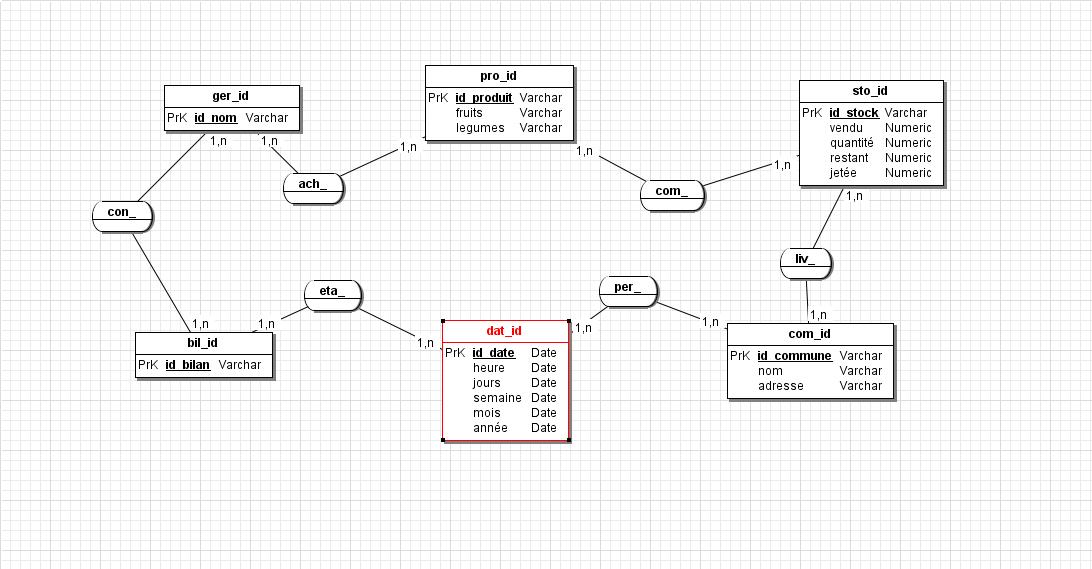 pro_id
PrK id_produit Varchar
fruits Varchar
legumes Varchar
ger_id
PrK id_nom Varchar
sto_id
PrK id_stock Varchar
vendu Numeric
quantité Numeric
restant Numeric
jetée Numeric
1,n
1,n
1,n
1,n
1,n
1,n
ach_
com_
con_
liv_
eta_
per_
1,n
1,n
1,n
1,n
1,n
1,n
bil_id
PrK id_bilan Varchar
dat_id
PrK id_date Date
heure Date
jours Date
semaine Date
mois Date
année Date
com_id
PrK id_commune Varchar
nom Varchar
adresse Varchar